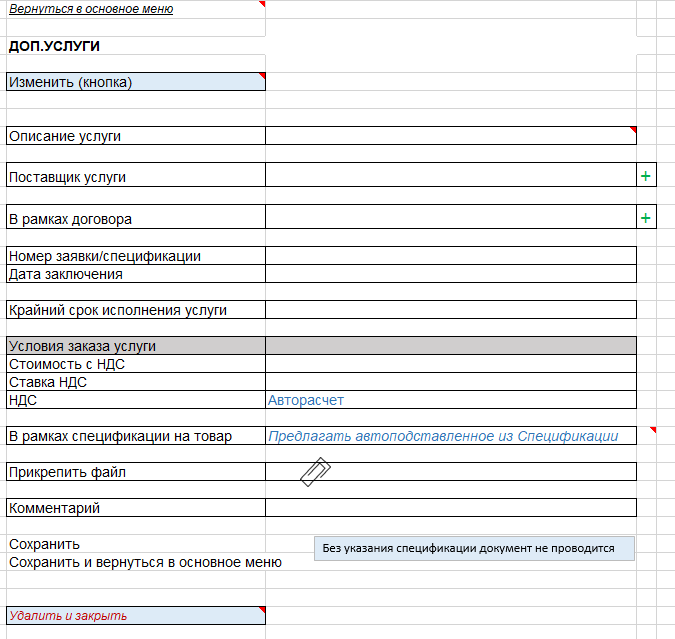 Вернуться в основное меню
ДОП.УСЛУГИ
Изменить (кнопка)
Описание услуги
Поставщик услуги +
В рамках договора +
Номер заявки/спецификации
Дата заключения
Крайний срок исполнения услуги
Условия заказа услуги
Стоимость с НДС
Ставка НДС
НДС Авторасчет
В рамках спецификации на товар Предлагать автоподставленное из Спецификации
Прикрепить файл
Комментарий
Сохранить
Без указания спецификации документ не проводится
Сохранить и вернуться в основное меню
Удалить и закрыть